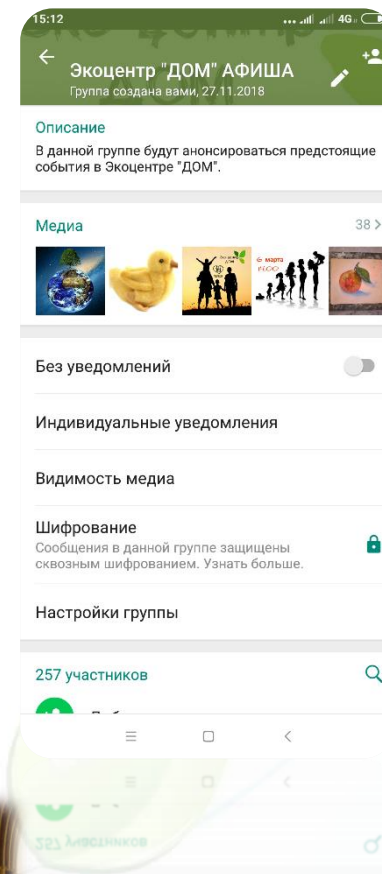 15:12
4G
Экоцентр "ДОМ" АФИША
Группа создана вами, 27.11.2018
Описание
В данной группе будут анонсироваться предстоящие
события в Экоцентре "ДОМ".
Медиа
38 >
6 марта
Без уведомлений
Индивидуальные уведомления
Видимость медиа
Шифрование
Сообщения в данной группе защищены
сквозным шифрованием. Узнать больше.
Настройки группы
257 участников